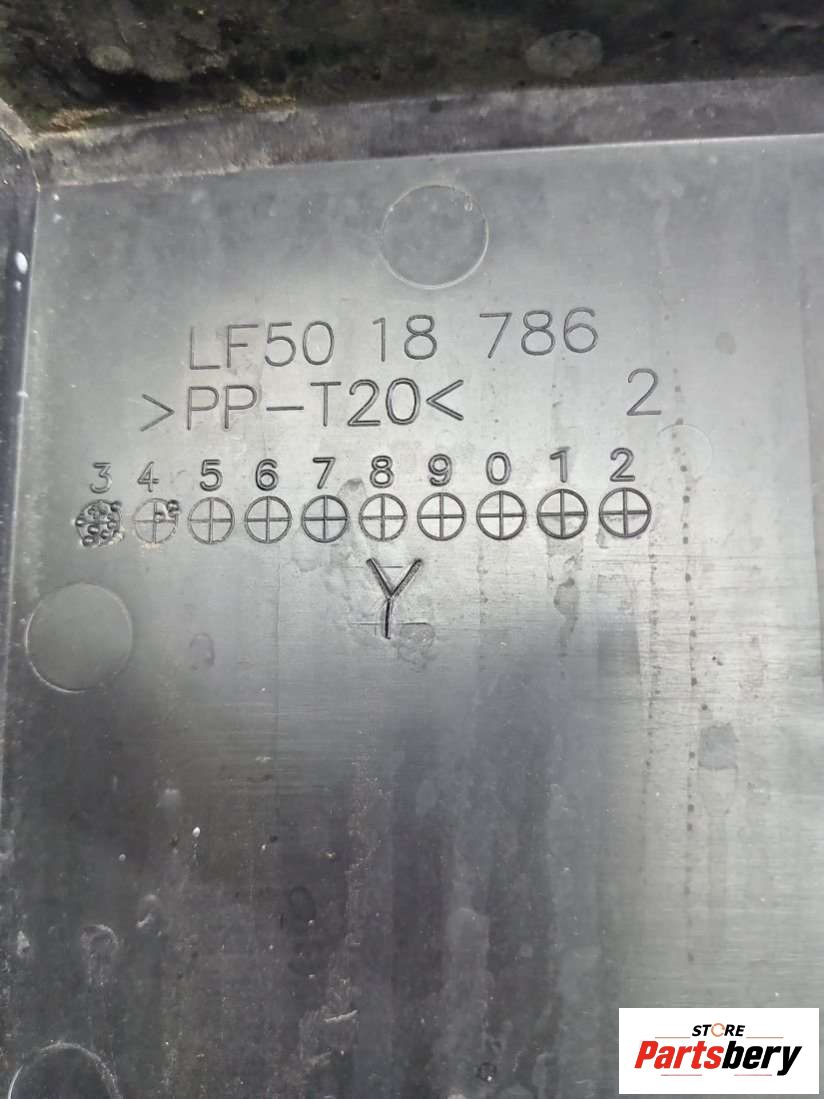 LF50 18 786
>PP-T20< 2
3 4 5 6 7 8 9 0 1 2
Y
STORE
Partsbery